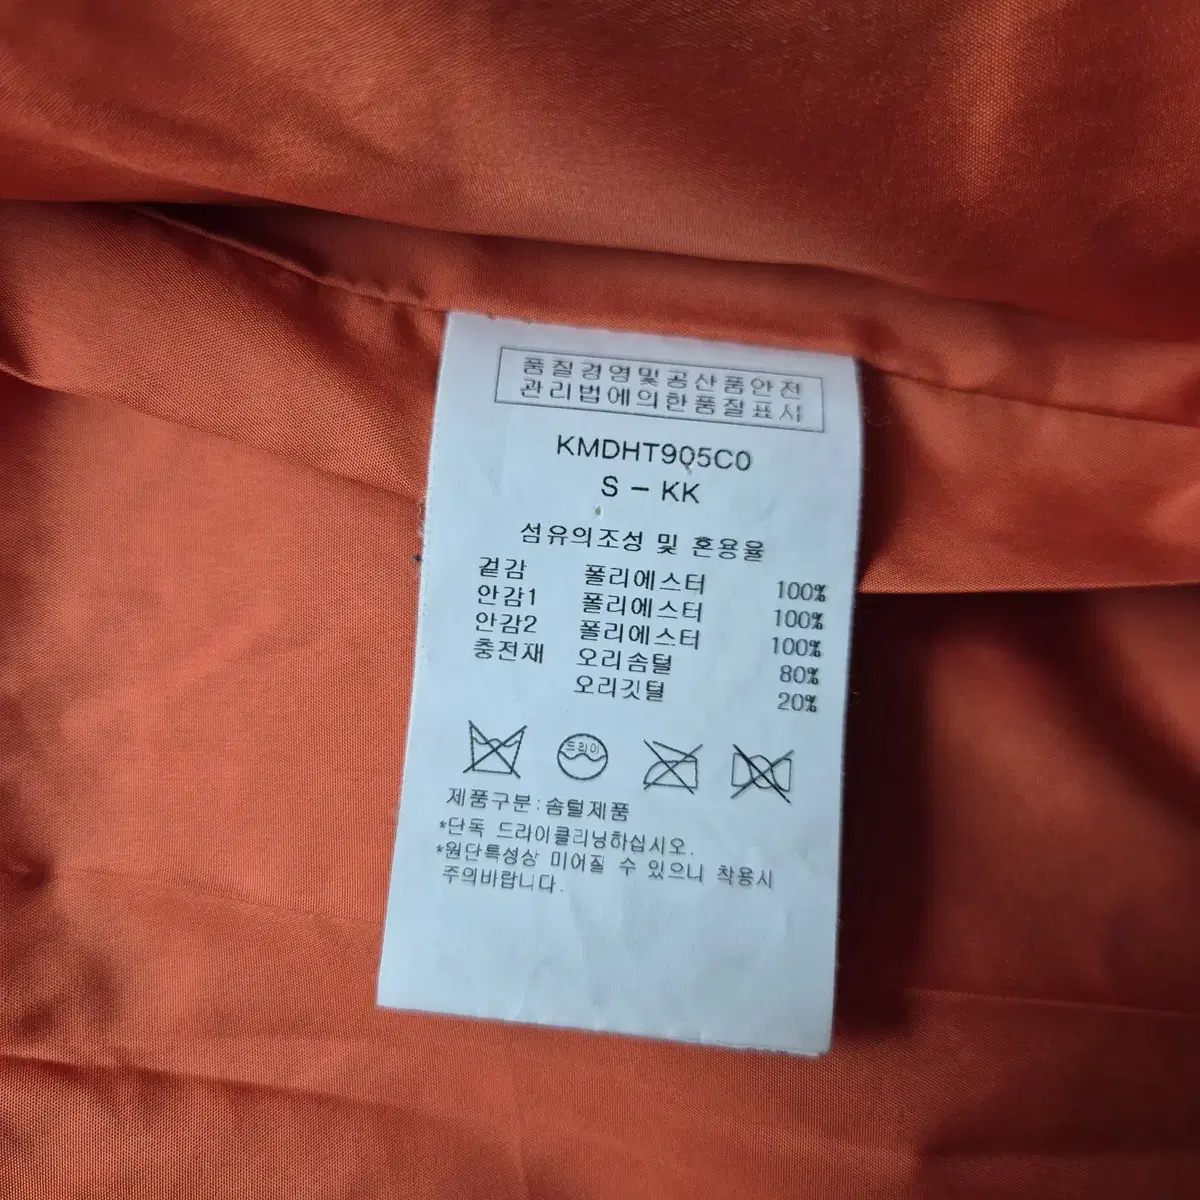 품질경영및공산품안전
관리법에의한품질표시
KMDHT905C0
S - KK
섬유의조성 및 혼용율
겉감 폴리에스터 100%
안감1 폴리에스터 100%
안감2 폴리에스터 100%
충전재 오리솜털 80%
오리깃털 20%
드라이
제품구분:솜털제품
*단독 드라이클리닝하십시오.
*원단특성상 미어질 수 있으니 착용시
주의바랍니다.